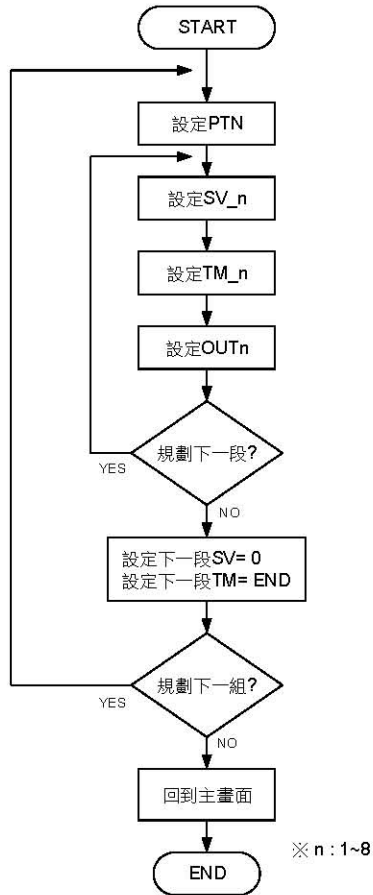 START
設定PTN
設定SV_n
設定TM_n
設定OUTn
規劃下一段?
YES
NO
設定下一段SV= 0
設定下一段TM= END
規劃下一組?
YES
NO
回到主畫面
END
※ n : 1~8